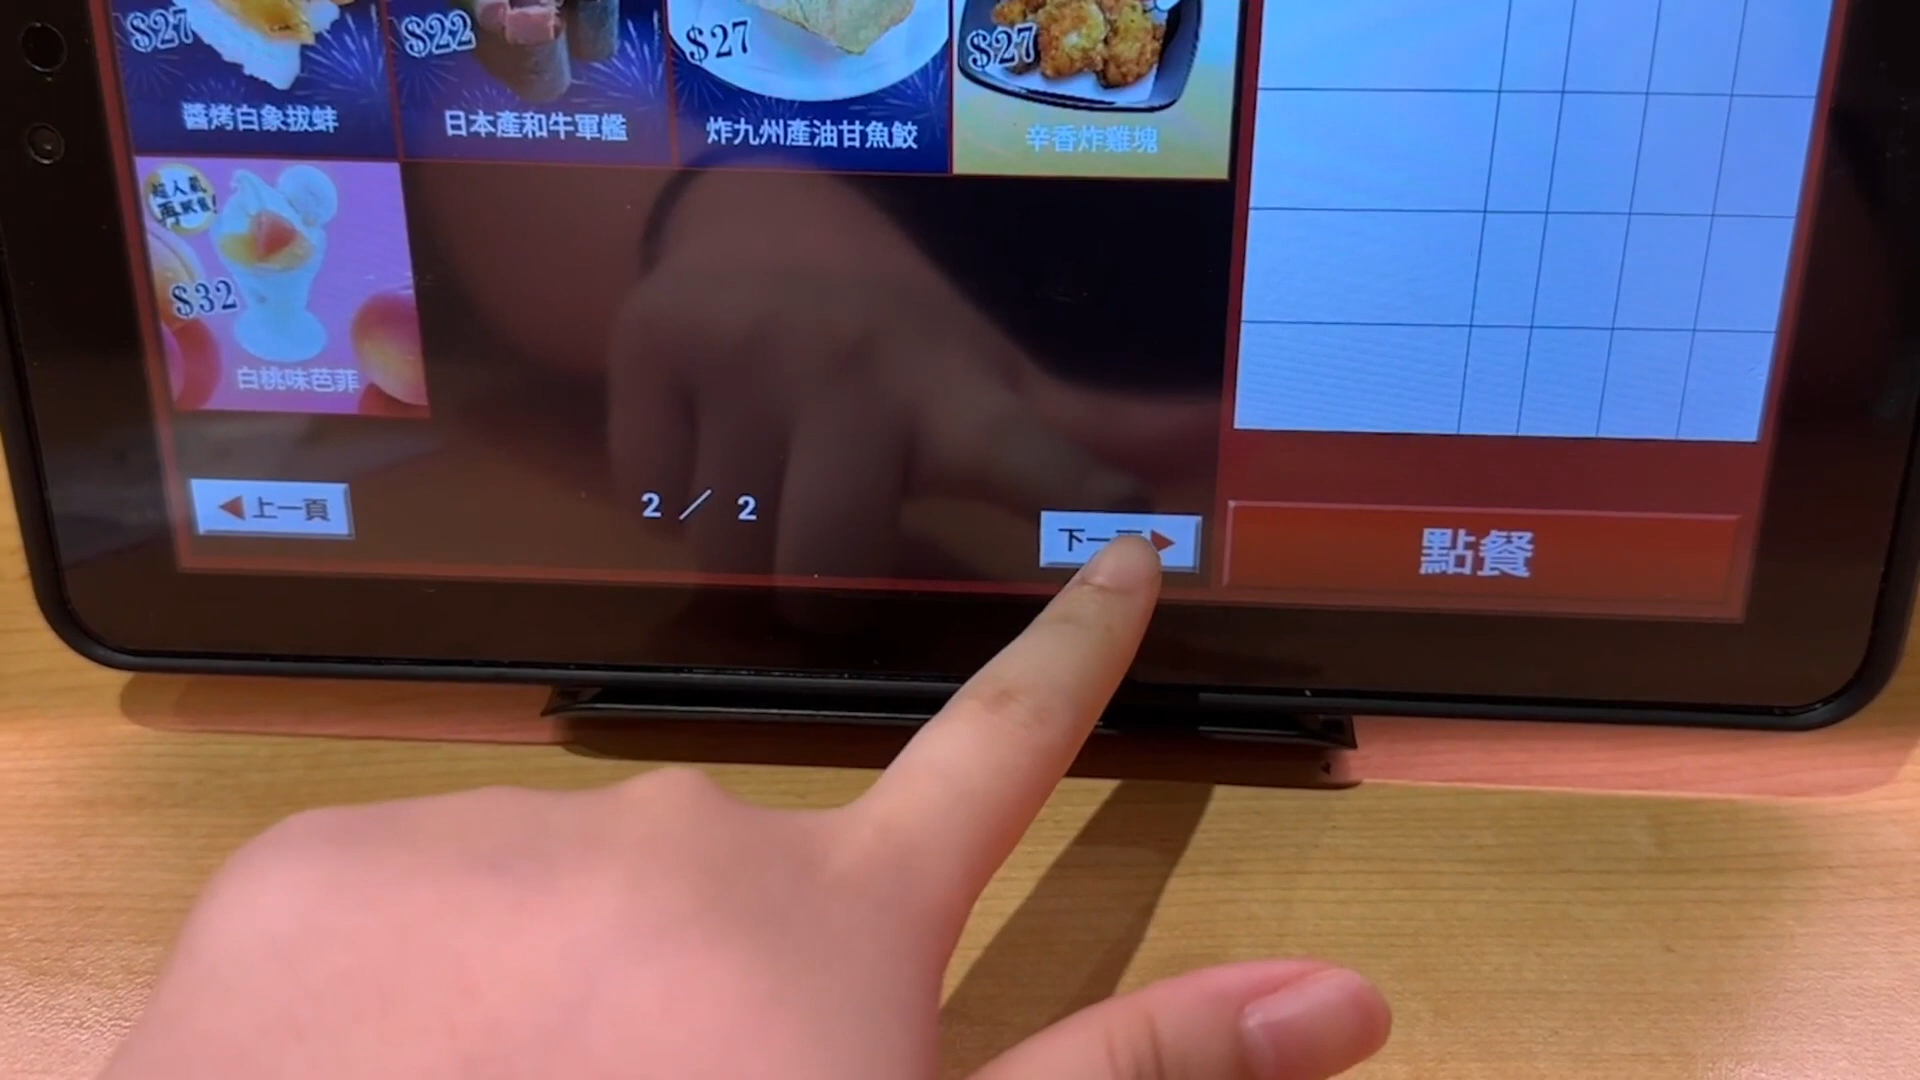 $27
$22
$27
$27
醬烤白象拔蚌
日本產和牛軍艦
炸九州產油甘魚鮫
辛香炸雞塊
超人氣
再販售!
$32
白桃味芭菲
上一頁
2 / 2
下一
點餐